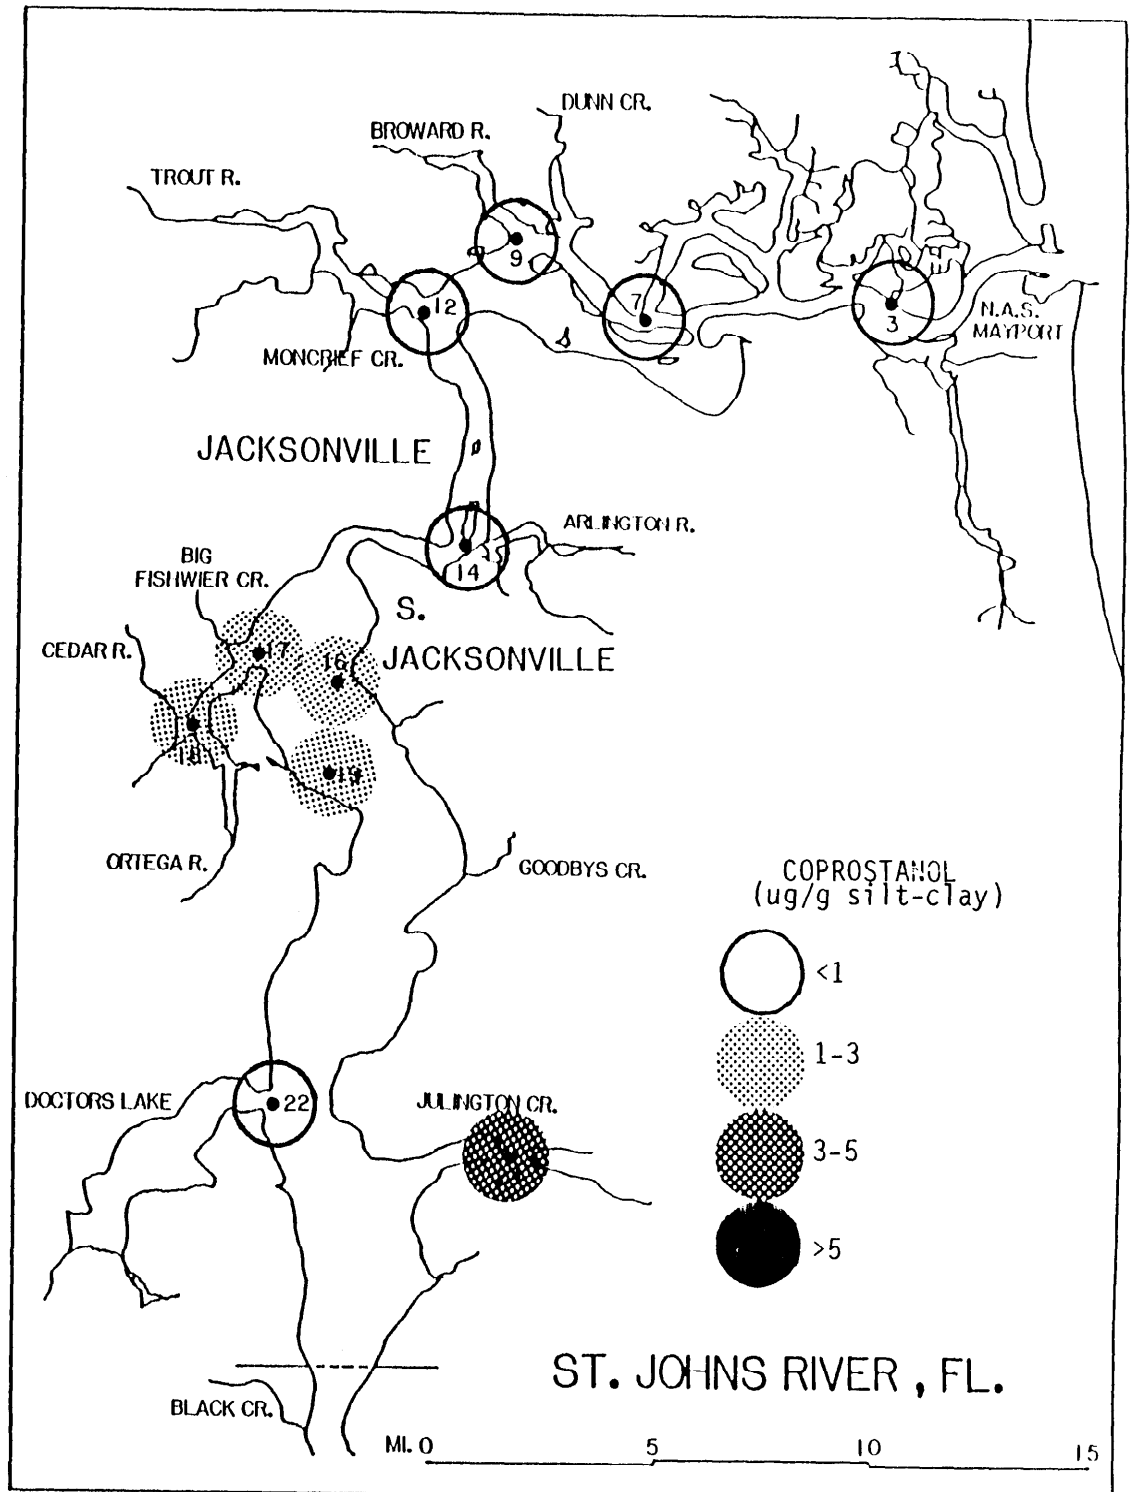 DUNN CR.
BROWARD R.
TROUT R.
9
12
7
3
N.A.S.
MAYPORT
MONCRIEF CR.
JACKSONVILLE
ARLINGTON R.
14
BIG
FISHWIER CR.
S.
JACKSONVILLE
CEDAR R.
17
16
18
19
ORTEGA R.
GOODBYS CR.
COPROSTANOL
(ug/g silt-clay)
<1
1-3
3-5
>5
DOCTORS LAKE
22
JULINGTON CR.
ST. JOHNS RIVER, FL.
BLACK CR.
MI. 0 5 10 15